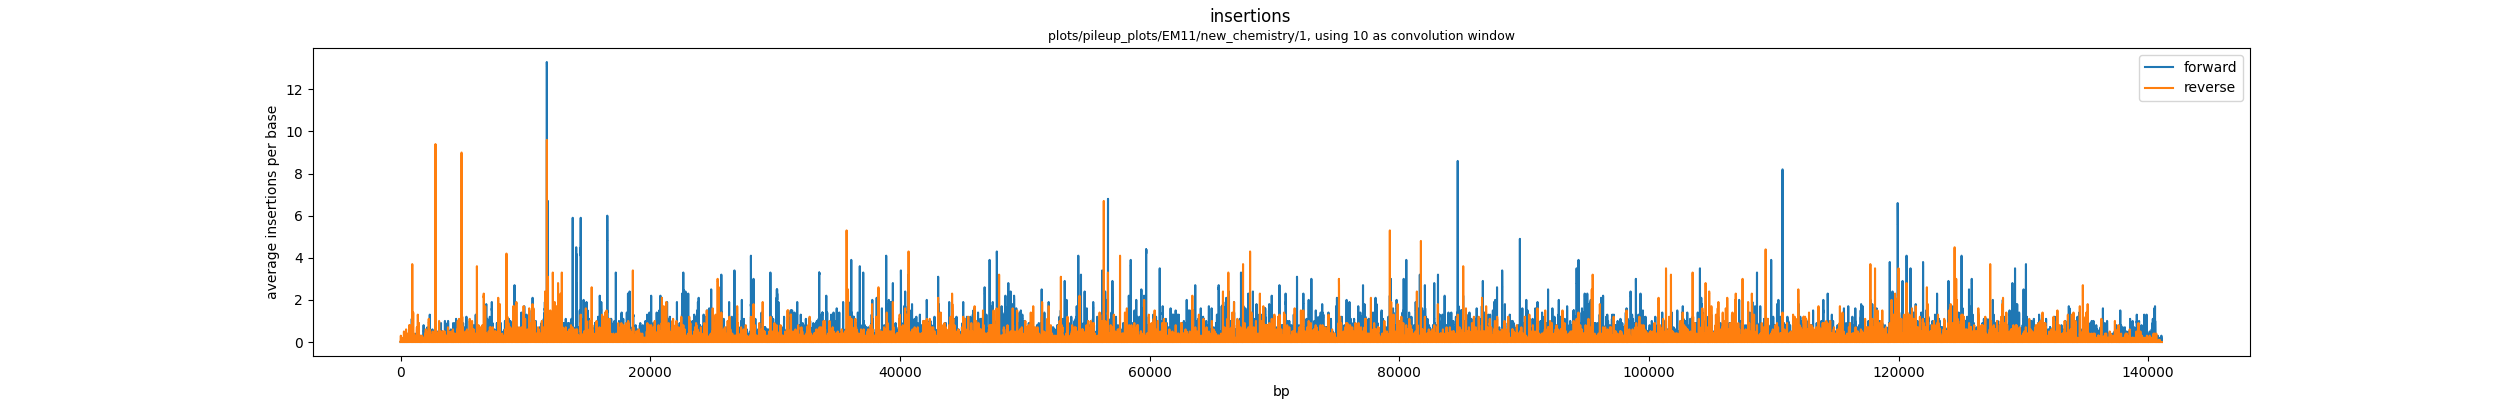 insertions
plots/pileup_plots/EM11/new_chemistry/1, using 10 as convolution window
average insertions per base
12
10
8
6
4
2
0
forward
reverse
0 20000 40000 60000 80000 100000 120000 140000
bp